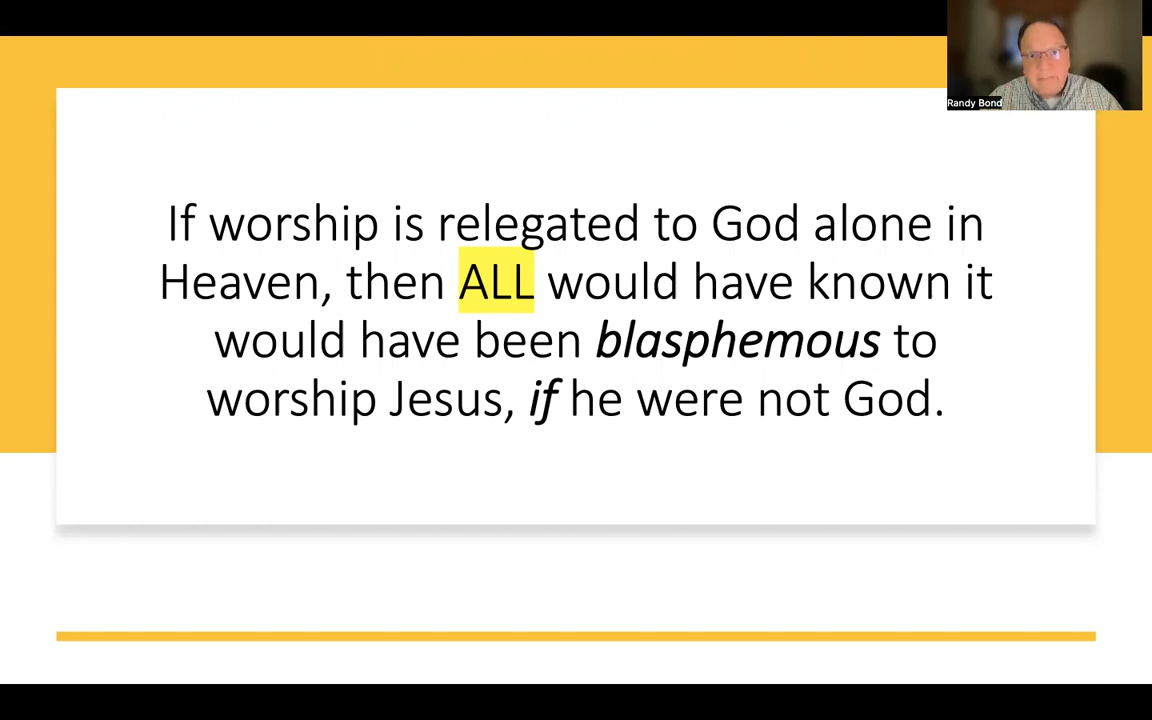 Randy Bond
If worship is relegated to God alone in
Heaven, then ALL would have known it
would have been blasphemous to
worship Jesus, if he were not God.